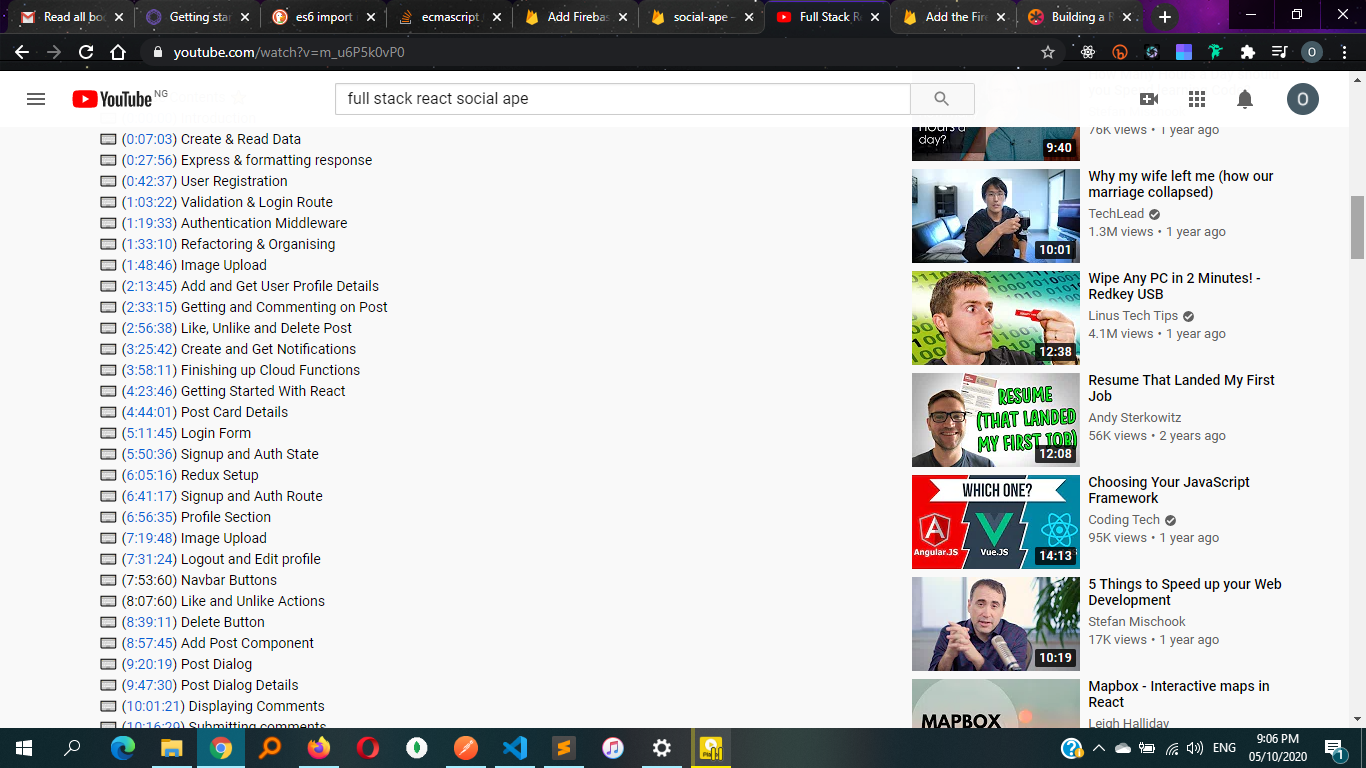 Read all boo
Getting star
es6 import
ecmascript
Add Firebas
social-ape -
Full Stack R
Add the Fire
Building a R
youtube.com/watch?v=m_u6P5k0vP0
O
YouTube NG
full stack react social ape
O
(0:07:03) Create & Read Data
(0:27:56) Express & formatting response
(0:42:37) User Registration
(1:03:22) Validation & Login Route
(1:19:33) Authentication Middleware
(1:33:10) Refactoring & Organising
(1:48:46) Image Upload
(2:13:45) Add and Get User Profile Details
(2:33:15) Getting and Commenting on Post
(2:56:38) Like, Unlike and Delete Post
(3:25:42) Create and Get Notifications
(3:58:11) Finishing up Cloud Functions
(4:23:46) Getting Started With React
(4:44:01) Post Card Details
(5:11:45) Login Form
(5:50:36) Signup and Auth State
(6:05:16) Redux Setup
(6:41:17) Signup and Auth Route
(6:56:35) Profile Section
(7:19:48) Image Upload
(7:31:24) Logout and Edit profile
(7:53:60) Navbar Buttons
(8:07:60) Like and Unlike Actions
(8:39:11) Delete Button
(8:57:45) Add Post Component
(9:20:19) Post Dialog
(9:47:30) Post Dialog Details
(10:01:21) Displaying Comments
(10:16:29) Submitting comments
hours a
day?
9:40
76K views • 1 year ago
10:01
Why my wife left me (how our
marriage collapsed)
TechLead
1.3M views • 1 year ago
12:38
Wipe Any PC in 2 Minutes! -
Redkey USB
Linus Tech Tips
4.1M views • 1 year ago
RESUME
(THAT LANDED
MY FIRST JOB)
12:08
Resume That Landed My First
Job
Andy Sterkowitz
56K views • 2 years ago
WHICH ONE?
Angular.JS
Vue.JS
14:13
Choosing Your JavaScript
Framework
Coding Tech
95K views • 1 year ago
10:19
5 Things to Speed up your Web
Development
Stefan Mischook
17K views • 1 year ago
MAPBOX
Mapbox - Interactive maps in
React
Leigh Halliday
ENG
9:06 PM
05/10/2020
1